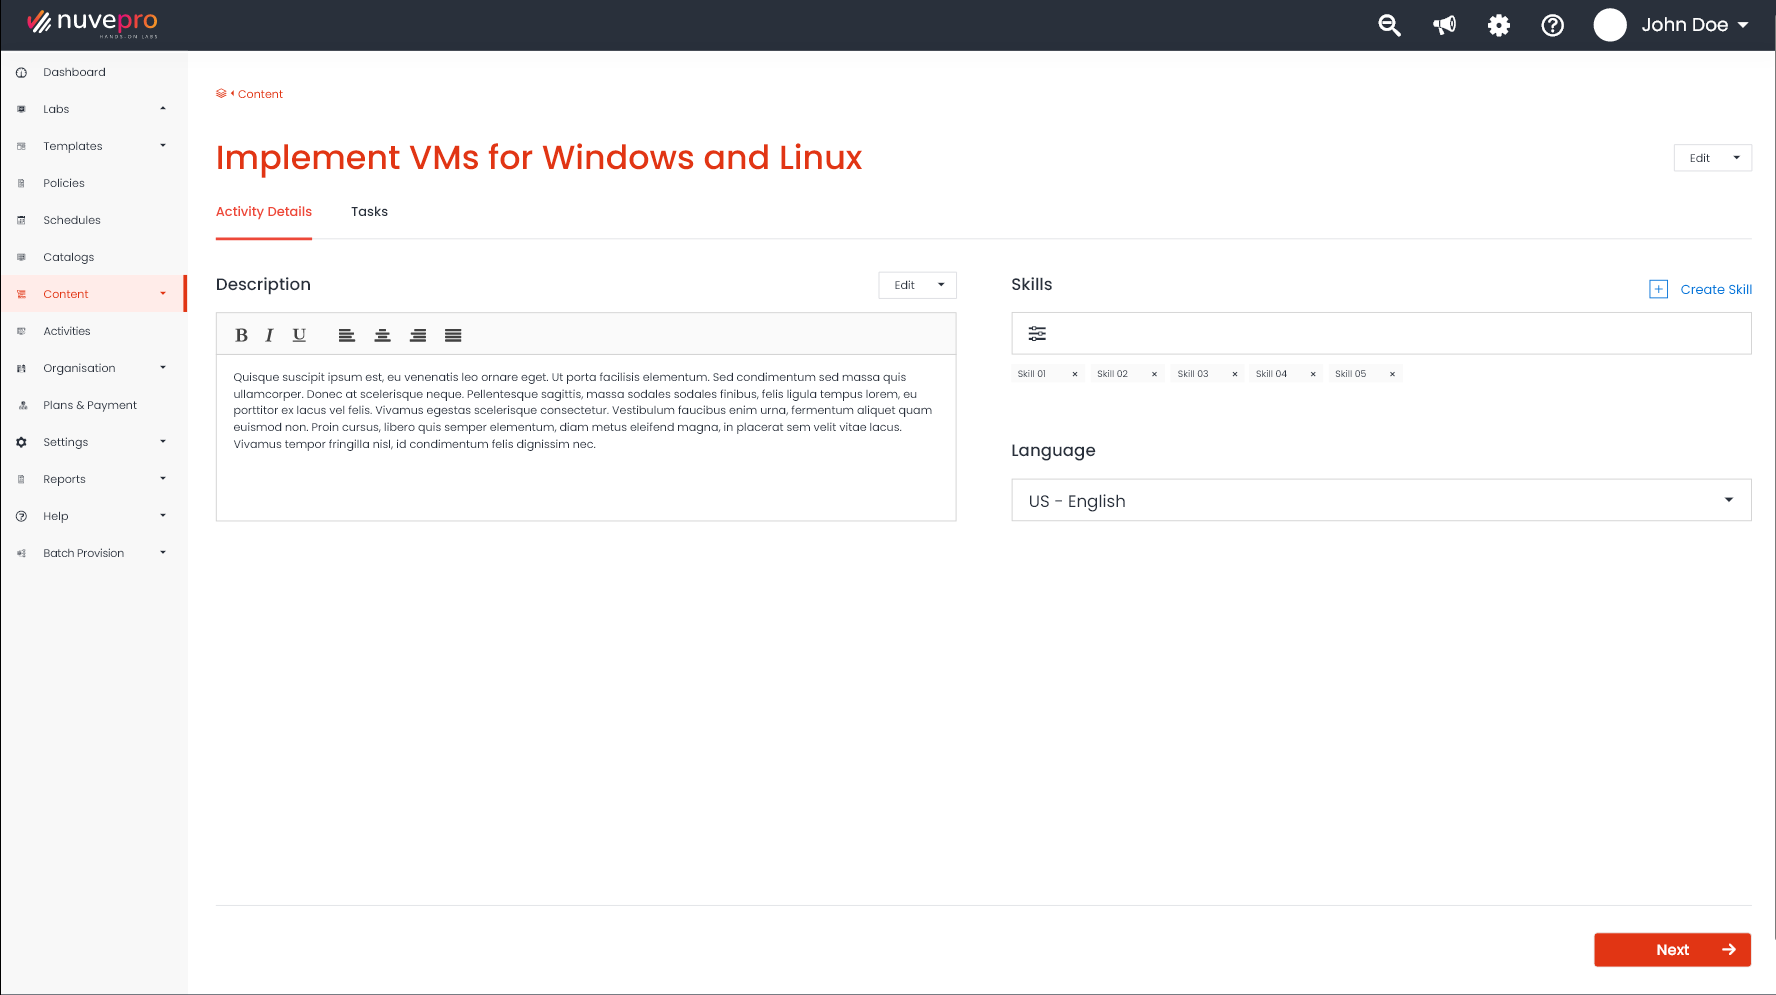 nuvepro
HANDS-ON LABS
John Doe
Dashboard
Labs
Templates
Policies
Schedules
Catalogs
Content
Activities
Organisation
Plans & Payment
Settings
Reports
Help
Batch Provision
Content
Implement VMs for Windows and Linux
Edit
Activity Details
Tasks
Description
Edit
B I U
Quisque suscipit ipsum est, eu venenatis leo ornare eget. Ut porta facilisis elementum. Sed condimentum sed massa quis
ullamcorper. Donec at scelerisque neque. Pellentesque sagittis, massa sodales sodales finibus, felis ligula tempus lorem, eu
porttitor ex lacus vel felis. Vivamus egestas scelerisque consectetur. Vestibulum faucibus enim urna, fermentum aliquet quam
euismod non. Proin cursus, libero quis semper elementum, diam metus eleifend magna, in placerat sem velit vitae lacus.
Vivamus tempor fringilla nisl, id condimentum felis dignissim nec.
Skills
Create Skill
Skill 01 × Skill 02 × Skill 03 × Skill 04 × Skill 05 ×
Language
US - English
Next